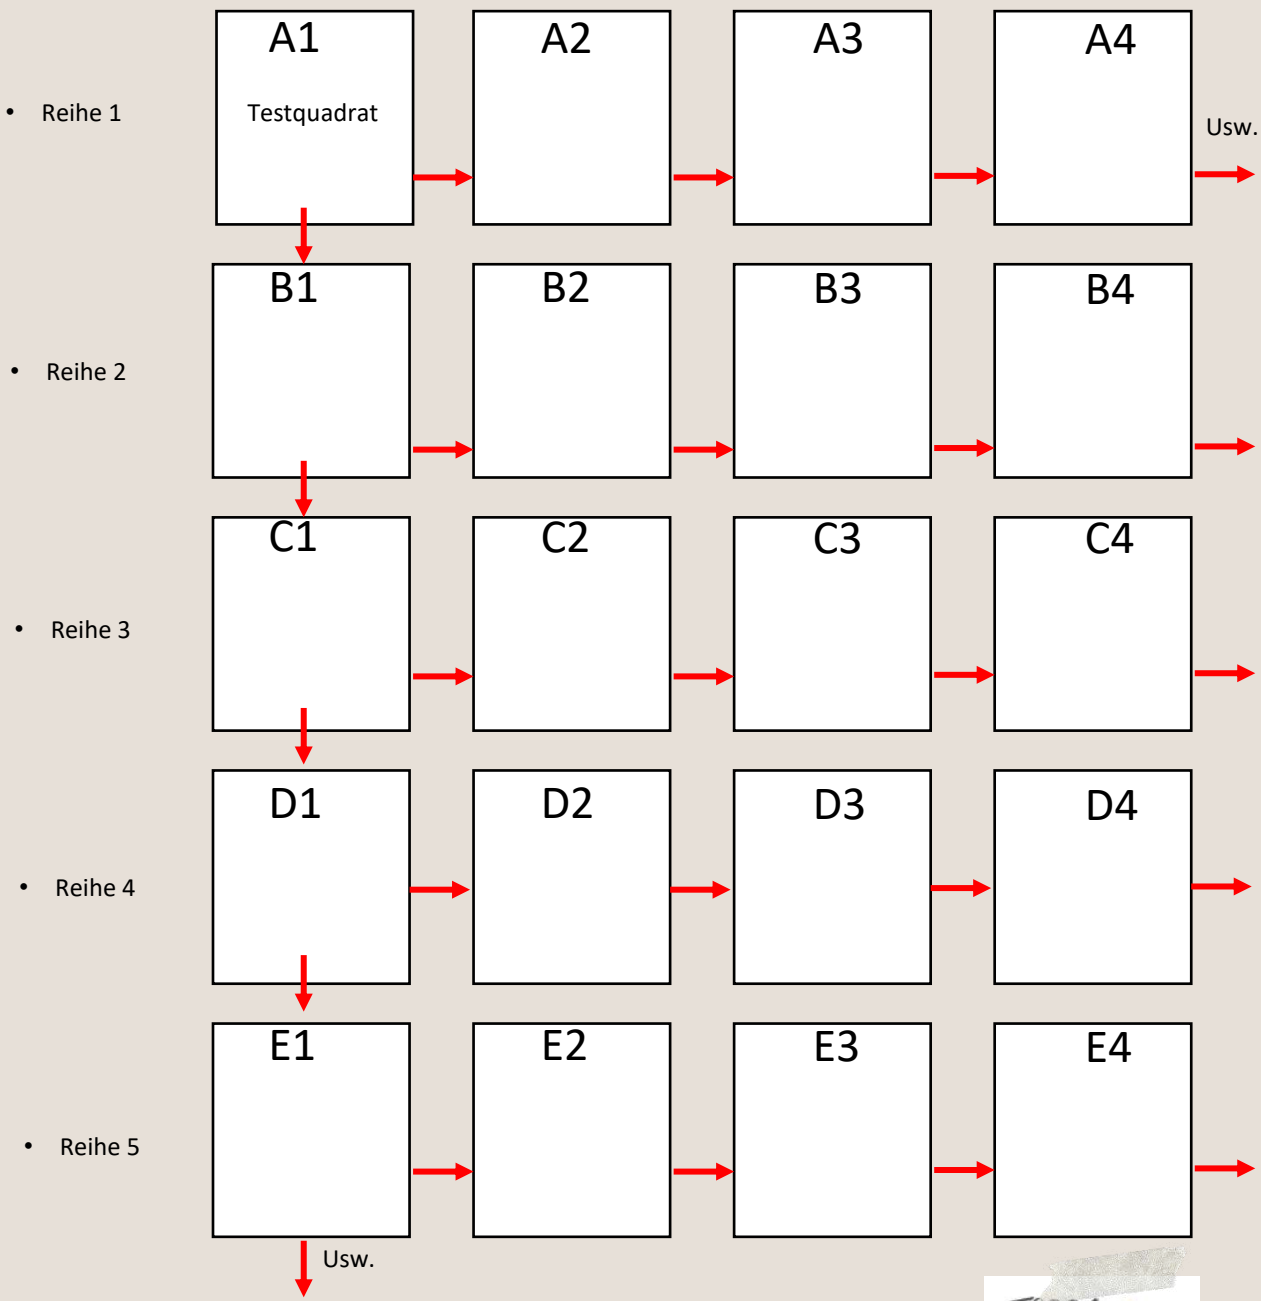 A1 A2 A3 A4
• Reihe 1 Testquadrat Usw.
B1 B2 B3 B4
• Reihe 2
C1 C2 C3 C4
• Reihe 3
D1 D2 D3 D4
• Reihe 4
E1 E2 E3 E4
• Reihe 5
Usw.